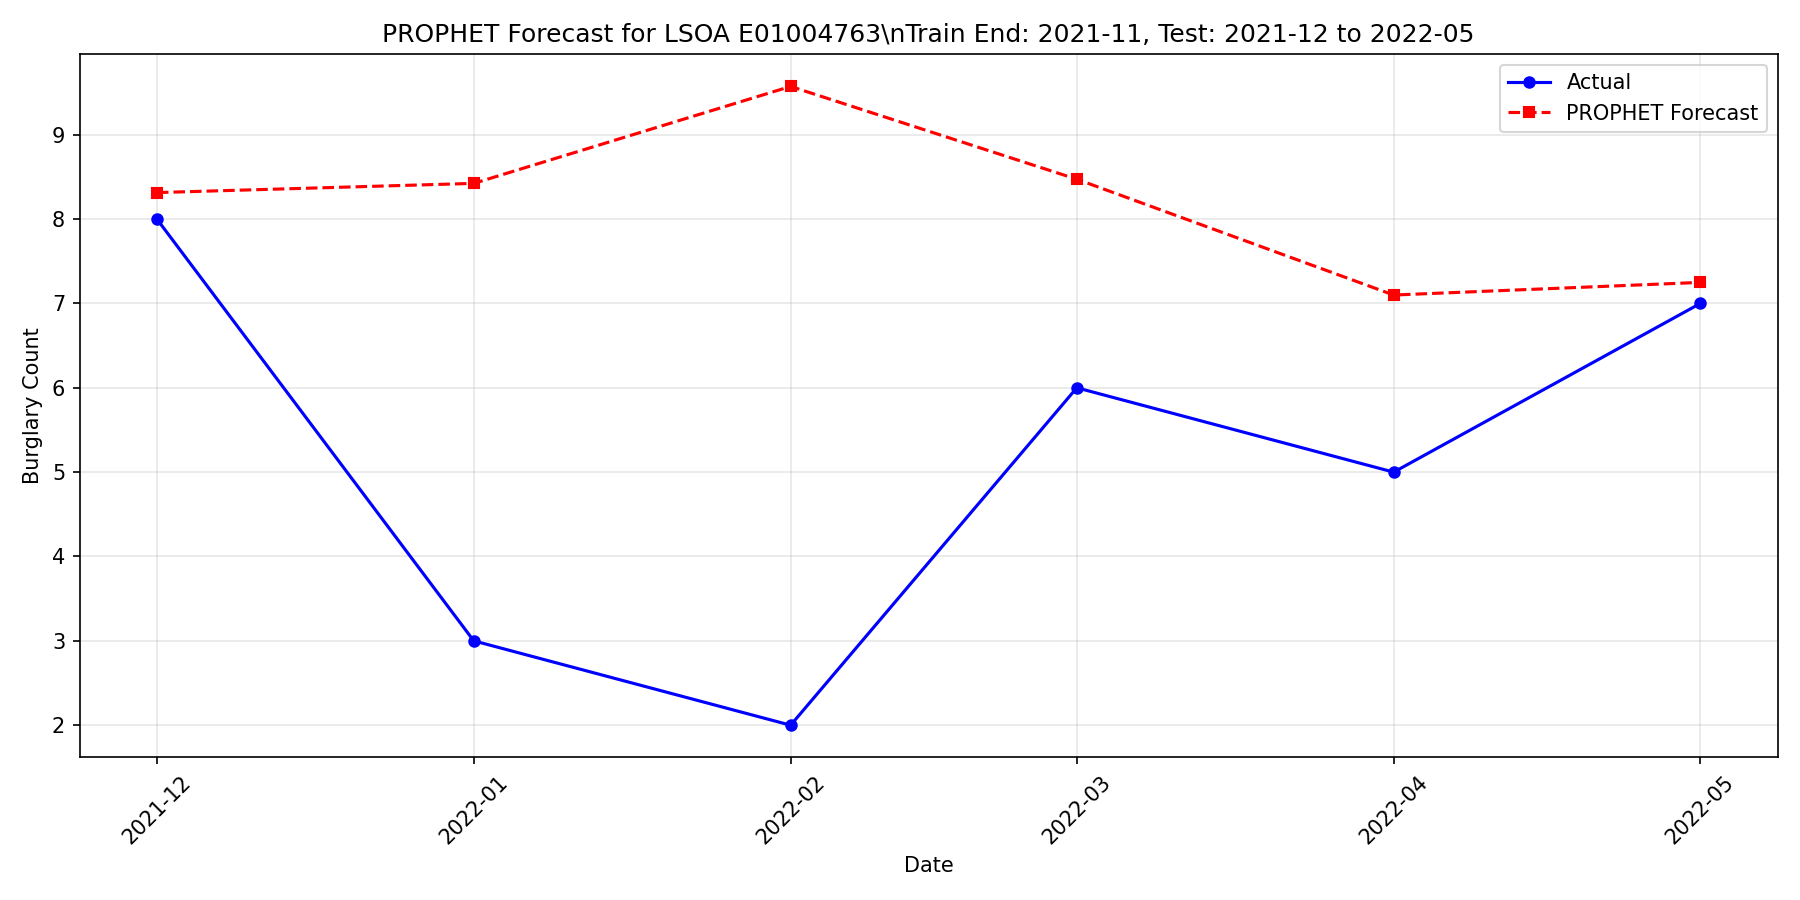 PROPHET Forecast for LSOA E01004763\nTrain End: 2021-11, Test: 2021-12 to 2022-05
Actual
PROPHET Forecast
Burglary Count
9
8
7
6
5
4
3
2
2021-12
2022-01
2022-02
2022-03
2022-04
2022-05
Date